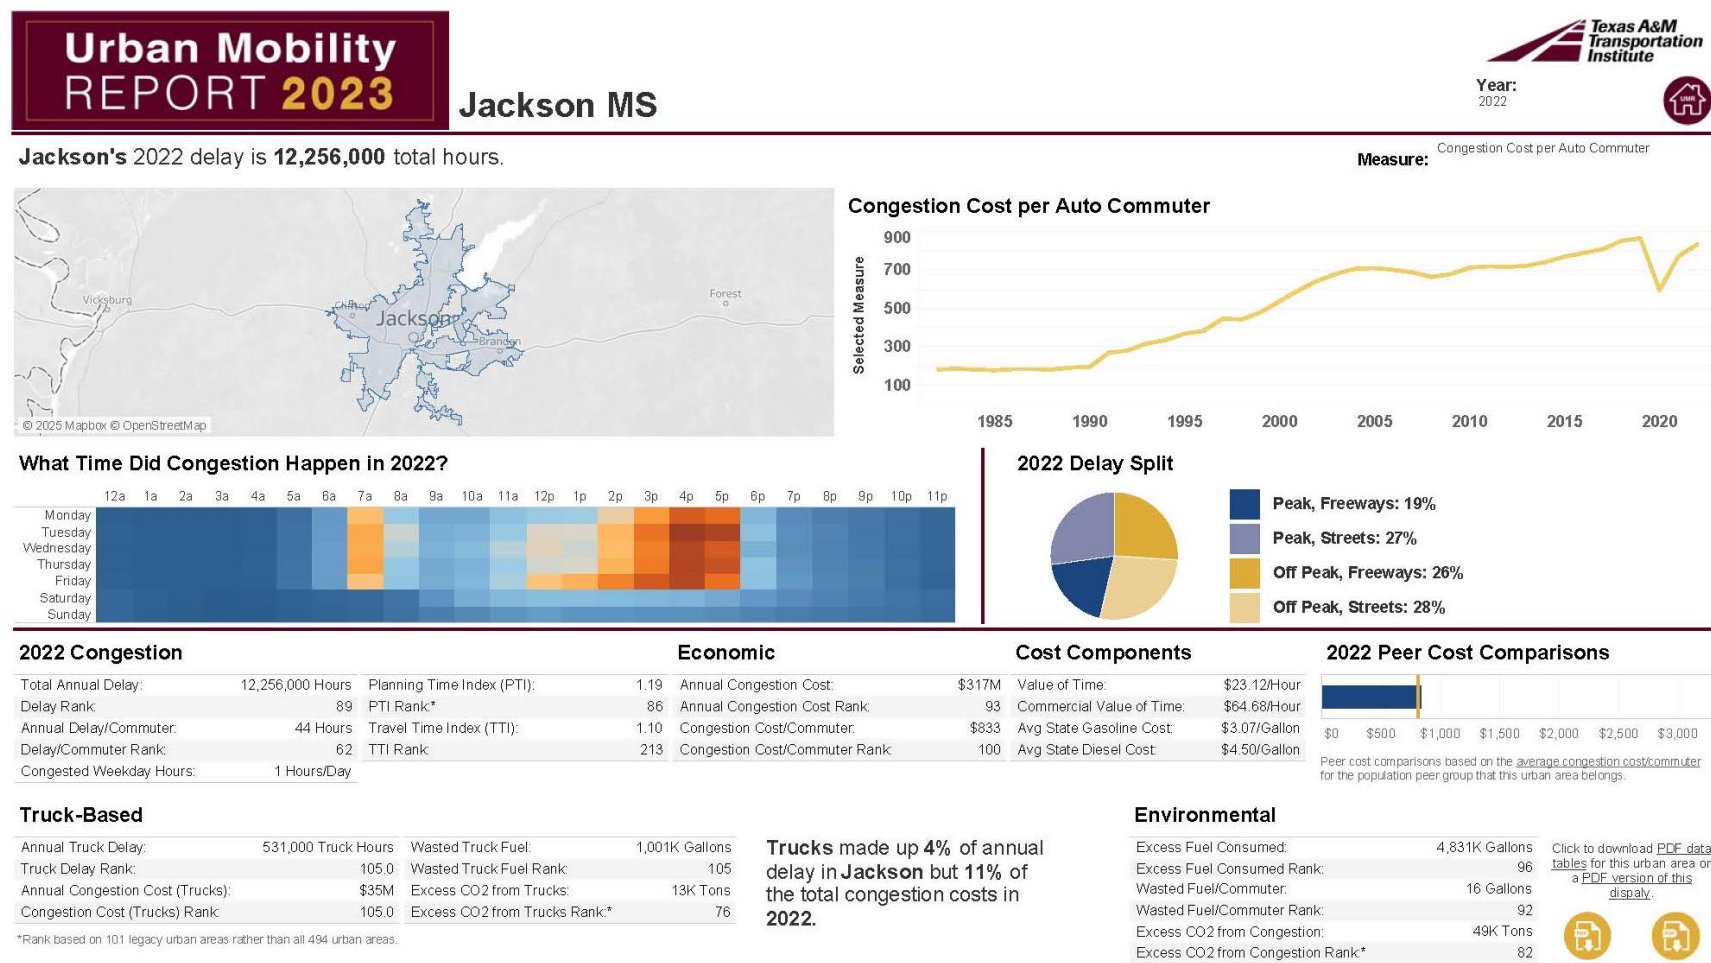 Urban Mobility
REPORT 2023
Jackson MS
Texas A&M
Transportation
Institute
Year:
2022
UMR
Jackson's 2022 delay is 12,256,000 total hours.
Measure:
Congestion Cost per Auto Commuter
Vicksburg
Clinton
Jackson
Brandon
Forest
© 2025 Mapbox © OpenStreetMap
Congestion Cost per Auto Commuter
Selected Measure
900
700
500
300
100
1985 1990 1995 2000 2005 2010 2015 2020
What Time Did Congestion Happen in 2022?
12a 1a 2a 3a 4a 5a 6a 7a 8a 9a 10a 11a 12p 1p 2p 3p 4p 5p 6p 7p 8p 9p 10p 11p
Monday
Tuesday
Wednesday
Thursday
Friday
Saturday
Sunday
2022 Delay Split
Peak, Freeways: 19%
Peak, Streets: 27%
Off Peak, Freeways: 26%
Off Peak, Streets: 28%
2022 Congestion
Total Annual Delay: 12,256,000 Hours
Delay Rank: 89
Annual Delay/Commuter: 44 Hours
Delay/Commuter Rank: 62
Congested Weekday Hours: 1 Hours/Day
Planning Time Index (PTI): 1.19
PTI Rank:* 86
Travel Time Index (TTI): 1.10
TTI Rank: 213
Economic
Annual Congestion Cost: $317M
Annual Congestion Cost Rank: 93
Congestion Cost/Commuter: $833
Congestion Cost/Commuter Rank: 100
Cost Components
Value of Time: $23.12/Hour
Commercial Value of Time: $64.68/Hour
Avg State Gasoline Cost: $3.07/Gallon
Avg State Diesel Cost: $4.50/Gallon
2022 Peer Cost Comparisons
$0 $500 $1,000 $1,500 $2,000 $2,500 $3,000
Peer cost comparisons based on the average congestion cost/commuter
for the population peer group that this urban area belongs.
Truck-Based
Annual Truck Delay: 531,000 Truck Hours
Truck Delay Rank: 105.0
Annual Congestion Cost (Trucks): $35M
Congestion Cost (Trucks) Rank: 105.0
Wasted Truck Fuel: 1,001K Gallons
Wasted Truck Fuel Rank: 105
Excess CO2 from Trucks: 13K Tons
Excess CO2 from Trucks Rank:* 76
*Rank based on 101 legacy urban areas rather than all 494 urban areas.
Trucks made up 4% of annual
delay in Jackson but 11% of
the total congestion costs in
2022.
Environmental
Excess Fuel Consumed: 4,831K Gallons
Excess Fuel Consumed Rank: 96
Wasted Fuel/Commuter: 16 Gallons
Wasted Fuel/Commuter Rank: 92
Excess CO2 from Congestion: 49K Tons
Excess CO2 from Congestion Rank:* 82
Click to download PDF data
tables for this urban area or
a PDF version of this
dispaly.